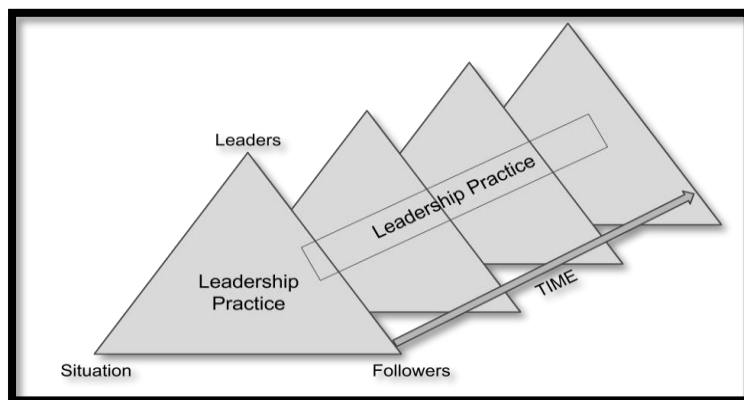 Leaders
Leadership Practice
Leadership
Practice
TIME
Situation
Followers